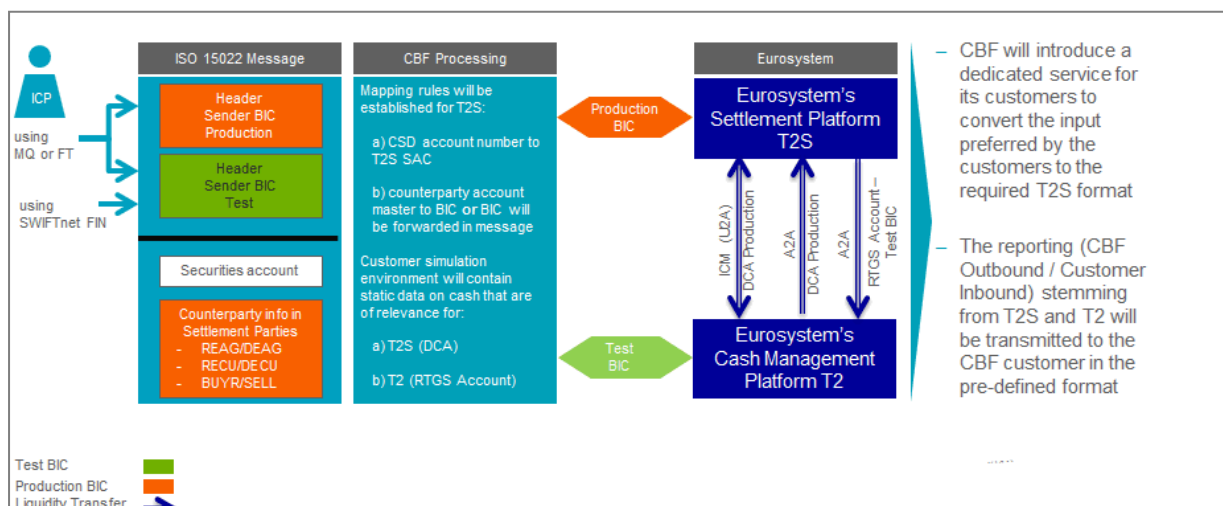 ICP
using
MQ or FT
using
SWIFTnet FIN
ISO 15022 Message
Header
Sender BIC
Production
Header
Sender BIC
Test
Securities account
Counterparty info in
Settlement Parties
- REAG/DEAG
- RECU/DECU
- BUYR/SELL
CBF Processing
Mapping rules will be
established for T2S:
a) CSD account number to
T2S SAC
b) counterparty account
master to BIC or BIC will
be forwarded in message
Customer simulation
environment will contain
static data on cash that are
of relevance for:
a) T2S (DCA)
b) T2 (RTGS Account)
Production
BIC
Test
BIC
Eurosystem
Eurosystem's
Settlement Platform
T2S
ICM (U2A)
DCA Production
A2A
DCA Production
A2A
RTGS Account –
Test BIC
Eurosystem's
Cash Management
Platform T2
– CBF will introduce a
dedicated service for
its customers to
convert the input
preferred by the
customers to the
required T2S format
– The reporting (CBF
Outbound / Customer
Inbound) stemming
from T2S and T2 will
be transmitted to the
CBF customer in the
pre-defined format
Test BIC
Production BIC
Liquidity Transfer